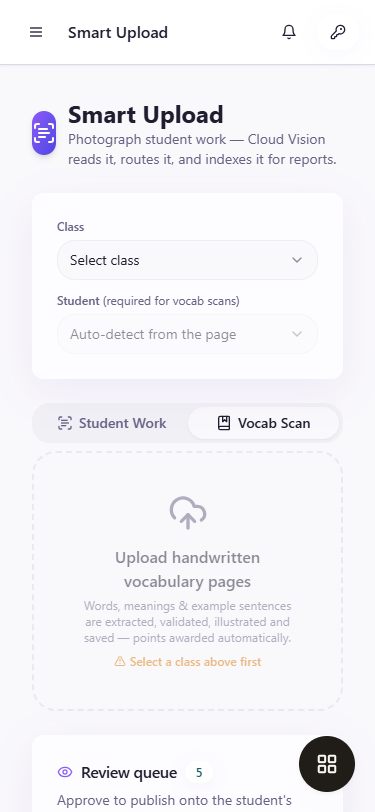 Smart Upload
Smart Upload
Photograph student work — Cloud Vision
reads it, routes it, and indexes it for reports.
Class
Select class
Student (required for vocab scans)
Auto-detect from the page
Student Work
Vocab Scan
Upload handwritten
vocabulary pages
Words, meanings & example sentences
are extracted, validated, illustrated and
saved — points awarded automatically.
Select a class above first
Review queue 5
Approve to publish onto the student's